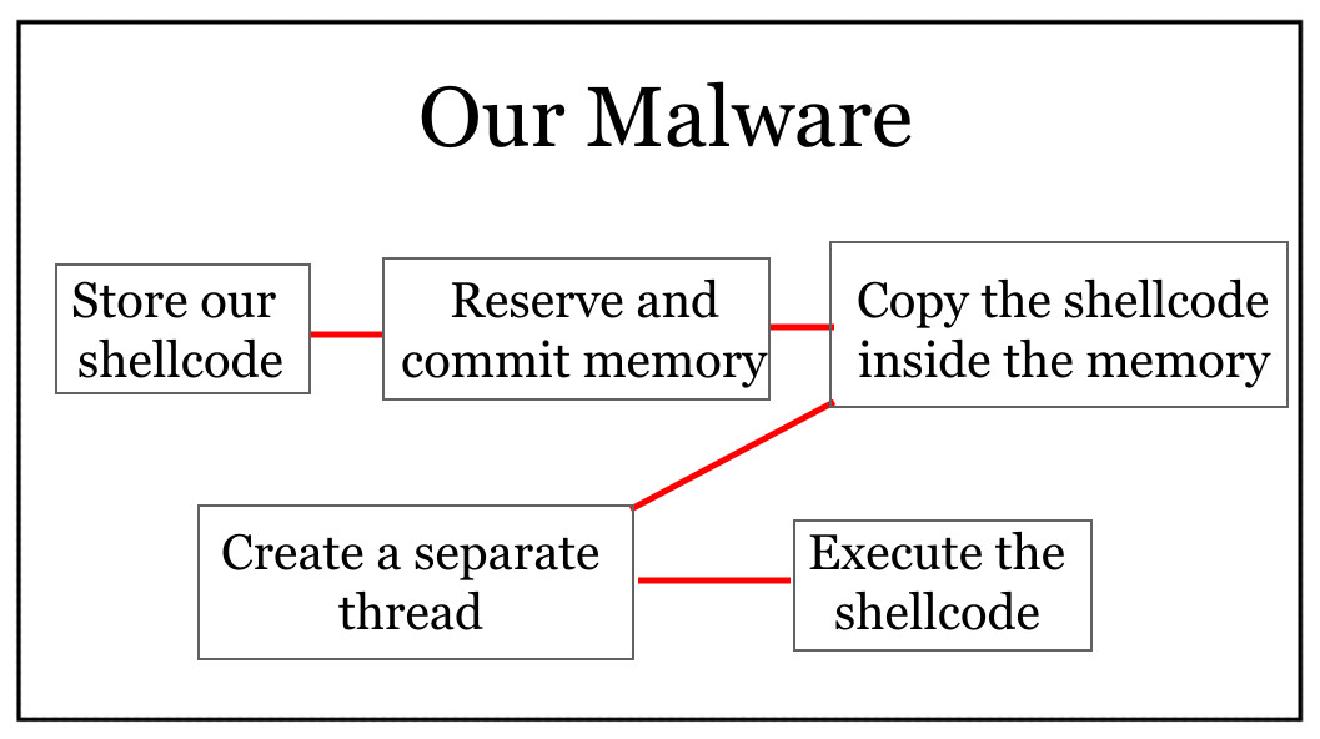 Our Malware
Store our
shellcode
Reserve and
commit memory
Copy the shellcode
inside the memory
Create a separate
thread
Execute the
shellcode